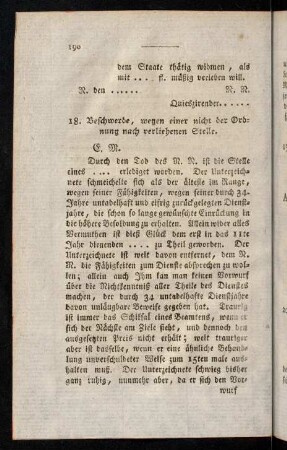 190
dem Staate thätig widmen, als
mit .... fl. müßig verleben will.
N. den ......
N. N.
Quieszirender......
18. Beschwerde, wegen einer nicht der Ord-
nung nach verliehenen Stelle.
E. M.
Durch den Tod des N. N. ist die Stelle
eines .... erlediget worden. Der Unterzeich-
nete schmeichelte sich als der älteste im Range,
wegen seiner Fähigkeiten, wegen seiner durch 34
Jahre untadelhaft und eifrig zurückgelegten Dienst-
jahre, die schon so lange gewünschte Einrückung in
die höhere Besoldung zu erhalten. Allein wider alles
Vermuthen ist dieß Glück dem erst in das 11te
Jahr dienenden .... zu Theil geworden. Der
Unterzeichnete ist weit davon entfernet, dem N.
N. die Fähigkeiten zum Dienste absprechen zu wol-
len; allein auch Ihm kan man keinen Vorwurf
über die Nichtkenntniß aller Theile des Dienstes
machen, der durch 34 untadelhafte Dienstjahre
davon unläugbare Beweise gegeben hat. Traurig
ist immer das Schicksal eines Beamtens, wenn er
sich der Nächste am Ziele sieht, und dennoch den
ausgesetzten Preis nicht erhält; weit trauriger
aber ist dasselbe, wenn er eine ähnliche Behand-
lung unverschuldeter Weise zum 15ten male aus-
halten muß. Der Unterzeichnete schwieg bisher
ganz ruhig, nunmehr aber, da er sich den Vor-
wurf